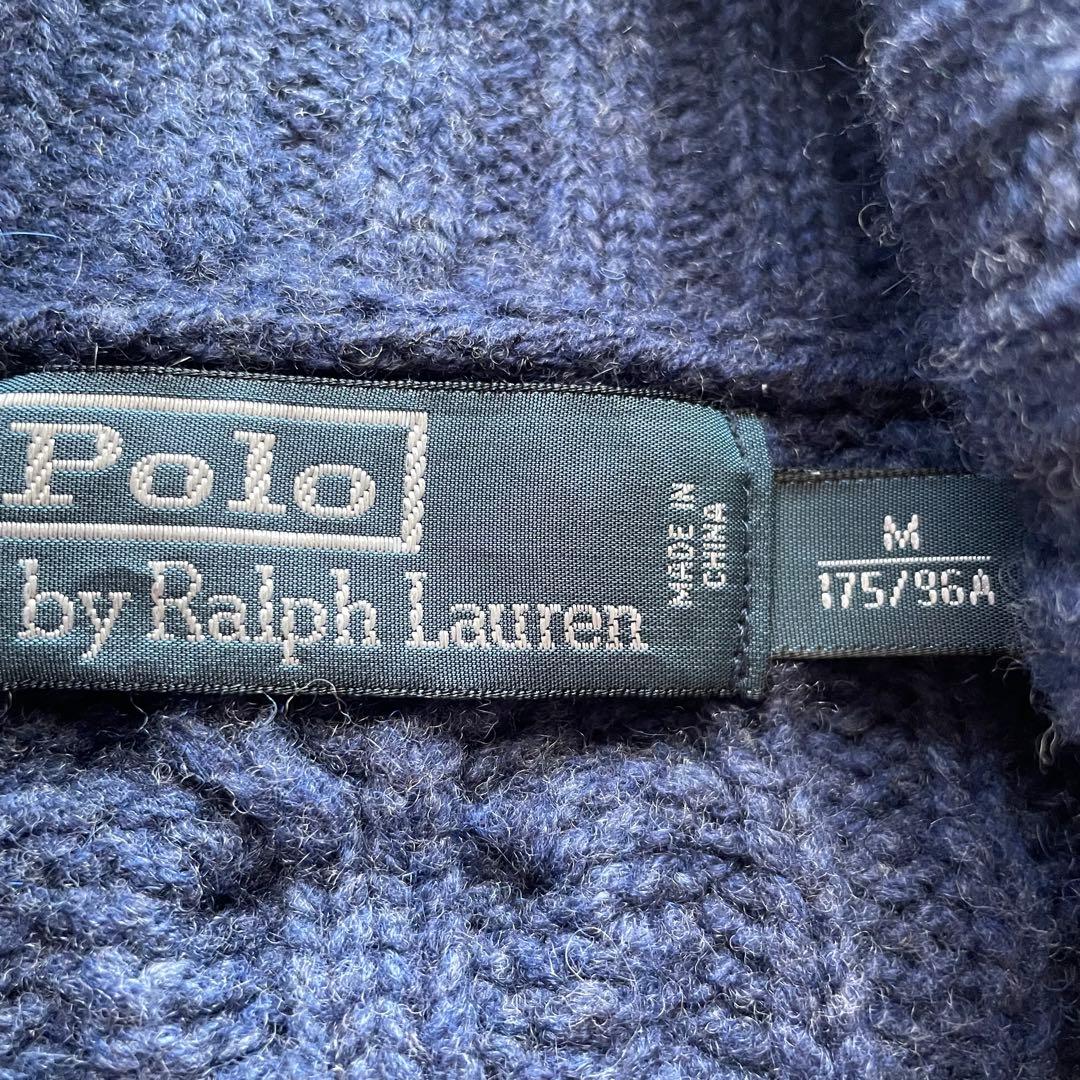 Polo
by Ralph Lauren
MADE IN
CHINA
M
175/96A